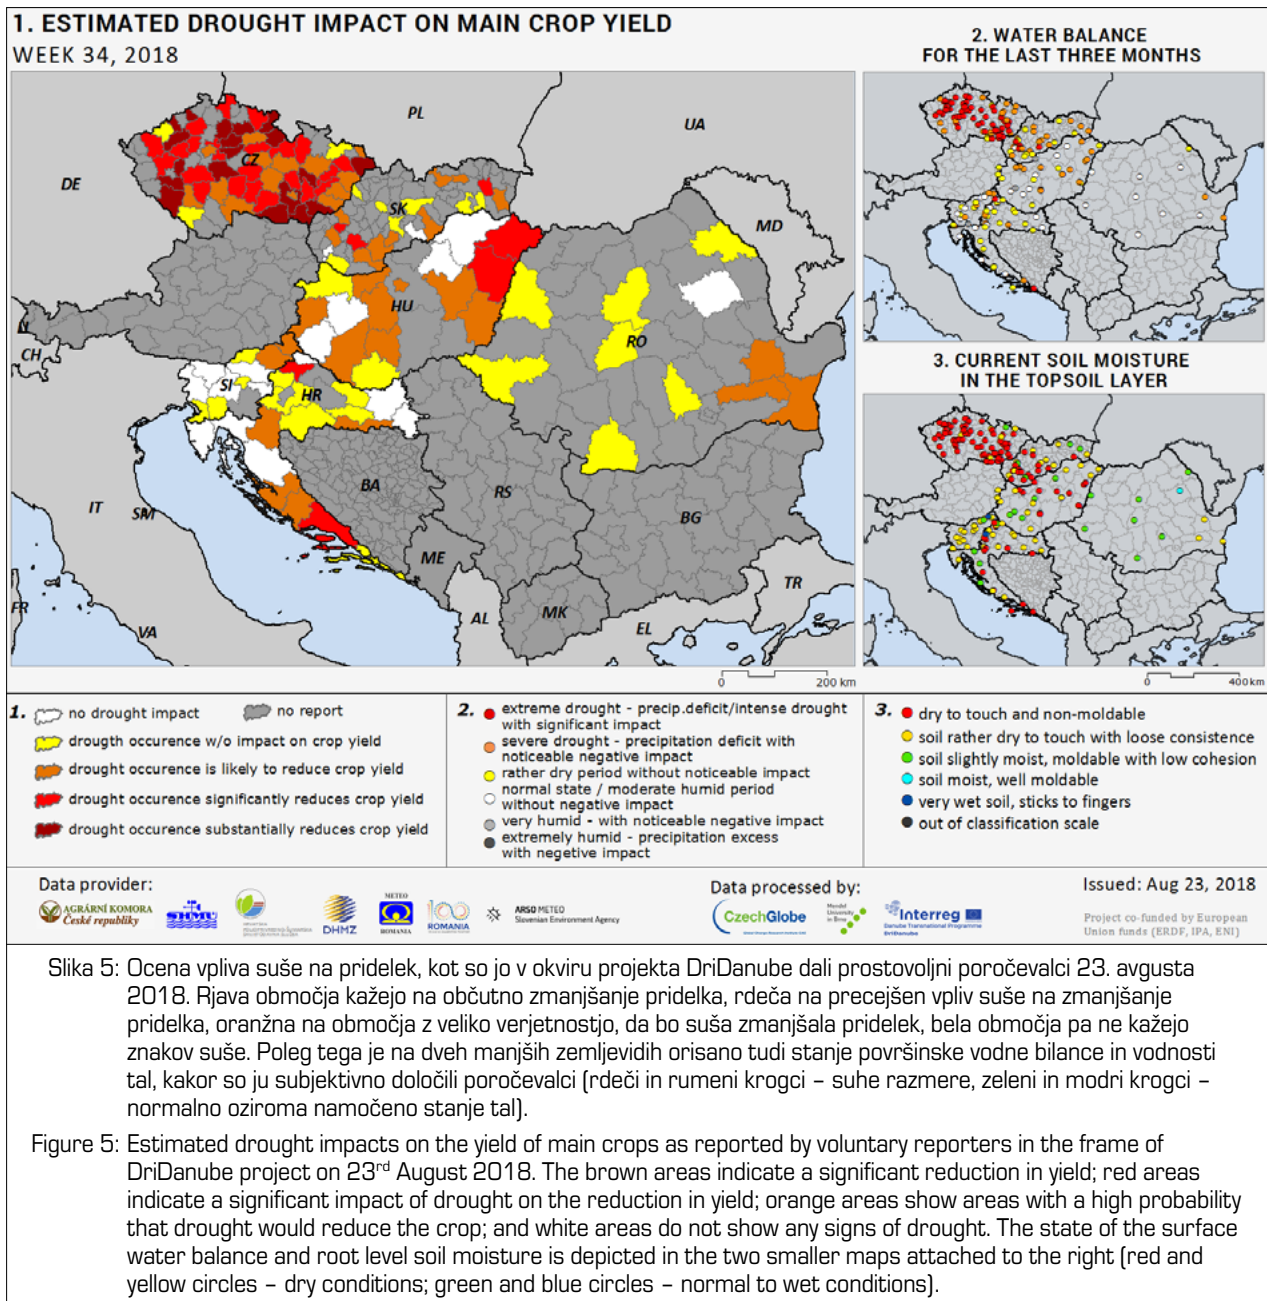 1. ESTIMATED DROUGHT IMPACT ON MAIN CROP YIELD
WEEK 34, 2018
PL
UA
DE
CZ
SK
MD
HU
RO
CH
SI
HR
BA
RS
IT
SM
BG
ME
TR
FR
VA
AL
MK
EL
0 200 km
2. WATER BALANCE
FOR THE LAST THREE MONTHS
3. CURRENT SOIL MOISTURE
IN THE TOPSOIL LAYER
0 400 km
1. no drought impact no report
drougth occurence w/o impact on crop yield
drought occurence is likely to reduce crop yield
drought occurence significantly reduces crop yield
drought occurence substantially reduces crop yield
2. extreme drought - precip.deficit/intense drought
with significant impact
severe drought - precipitation deficit with
noticeable negative impact
rather dry period without noticeable impact
normal state / moderate humid period
without negative impact
very humid - with noticeable negative impact
extremely humid - precipitation excess
with negetive impact
3. dry to touch and non-moldable
soil rather dry to touch with loose consistence
soil slightly moist, moldable with low cohesion
soil moist, well moldable
very wet soil, sticks to fingers
out of classification scale
Data provider:
AGRÁRNÍ KOMORA
České republiky
SHMU
DHMZ
METEO
ROMANIA
100
ROMANIA
ARSO METEO
Slovenian Environment Agency
Data processed by:
CzechGlobe
Mendel
University
in Brno
Interreg
Danube Transnational Programme
DriDanube
Issued: Aug 23, 2018
Project co-funded by European
Union funds (ERDF, IPA, ENI)
Slika 5: Ocena vpliva suše na pridelek, kot so jo v okviru projekta DriDanube dali prostovoljni poročevalci 23. avgusta
2018. Rjava območja kažejo na občutno zmanjšanje pridelka, rdeča na precejšen vpliv suše na zmanjšanje
pridelka, oranžna na območja z veliko verjetnostjo, da bo suša zmanjšala pridelek, bela območja pa ne kažejo
znakov suše. Poleg tega je na dveh manjših zemljevidih orisano tudi stanje površinske vodne bilance in vodnosti
tal, kakor so ju subjektivno določili poročevalci (rdeči in rumeni krogci – suhe razmere, zeleni in modri krogci –
normalno oziroma namočeno stanje tal).
Figure 5: Estimated drought impacts on the yield of main crops as reported by voluntary reporters in the frame of
DriDanube project on 23rd August 2018. The brown areas indicate a significant reduction in yield; red areas
indicate a significant impact of drought on the reduction in yield; orange areas show areas with a high probability
that drought would reduce the crop; and white areas do not show any signs of drought. The state of the surface
water balance and root level soil moisture is depicted in the two smaller maps attached to the right (red and
yellow circles – dry conditions; green and blue circles – normal to wet conditions).